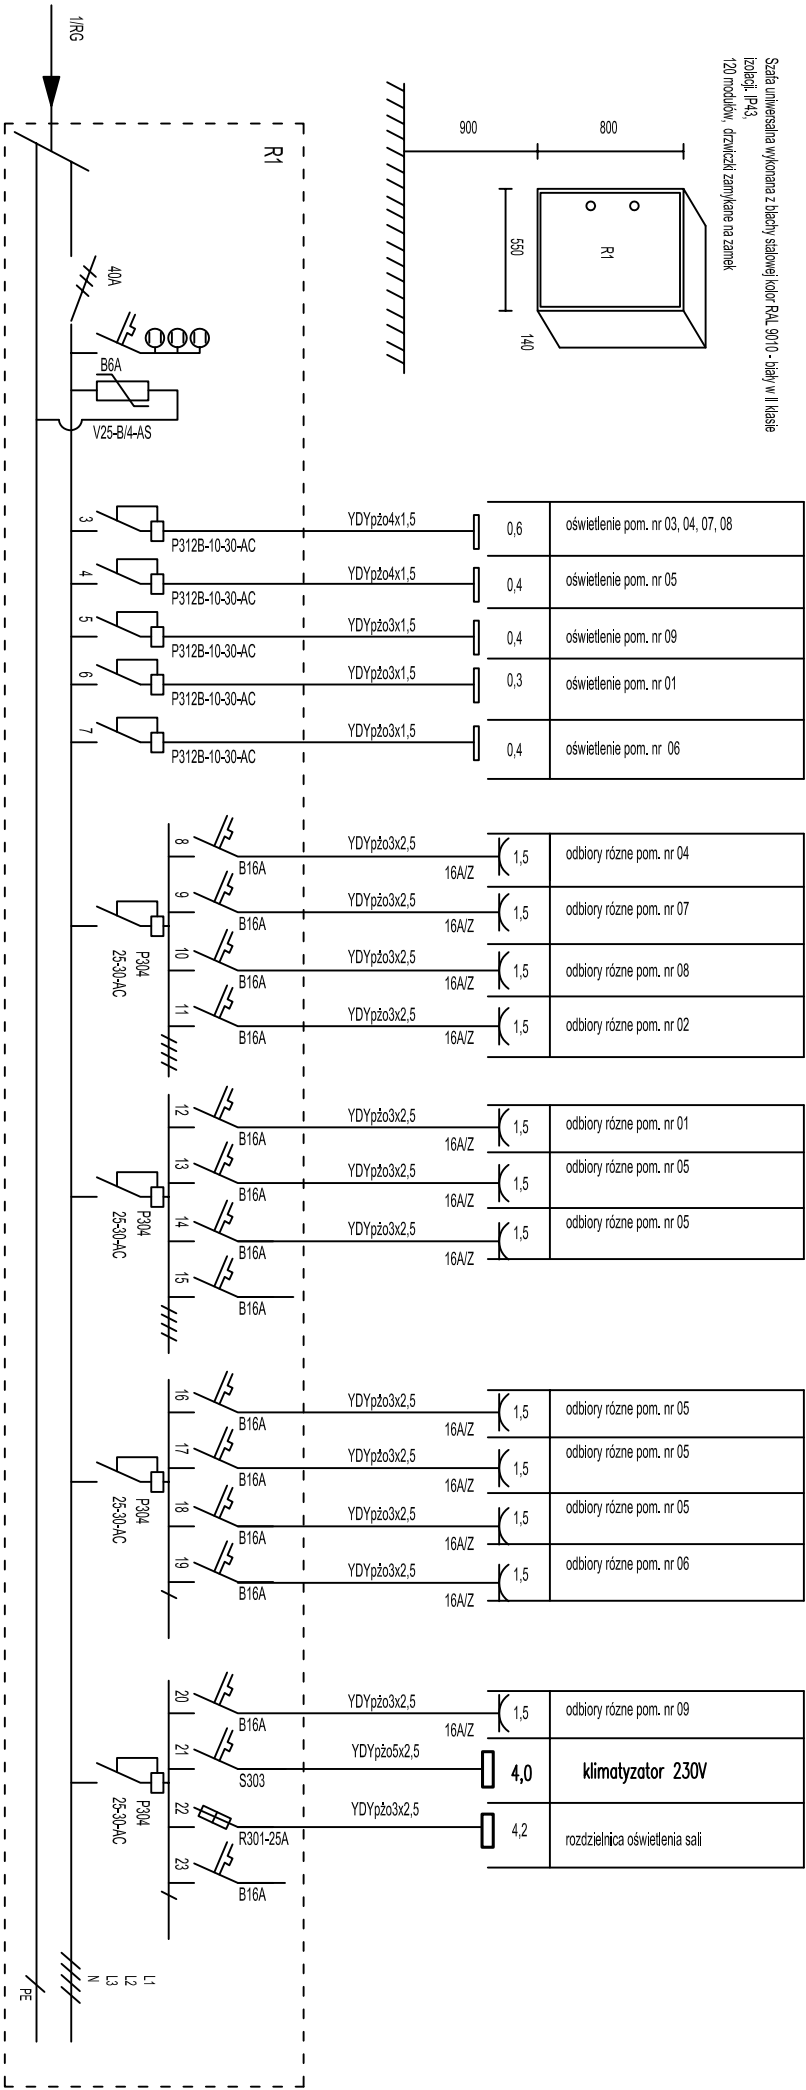 Szafa uniwersalna wykonana z blachy stalowej kolor RAL 9010 - biały w II klasie
izolacji. IP43,
120 modułów, drzwiczki zamykane na zamek
900
800
550
140
R1
1/RG
R1
40A
B6A
V25-B/4-AS
3
P312B-10-30-AC
YDYpżo4x1,5
0,6
oświetlenie pom. nr 03, 04, 07, 08
4
P312B-10-30-AC
YDYpżo4x1,5
0,4
oświetlenie pom. nr 05
5
P312B-10-30-AC
YDYpżo3x1,5
0,4
oświetlenie pom. nr 09
6
P312B-10-30-AC
YDYpżo3x1,5
0,3
oświetlenie pom. nr 01
7
P312B-10-30-AC
YDYpżo3x1,5
0,4
oświetlenie pom. nr 06
P304
25-30-AC
8
B16A
YDYpżo3x2,5
16A/Z
1,5
odbiory rózne pom. nr 04
9
B16A
YDYpżo3x2,5
16A/Z
1,5
odbiory rózne pom. nr 07
10
B16A
YDYpżo3x2,5
16A/Z
1,5
odbiory rózne pom. nr 08
11
B16A
YDYpżo3x2,5
16A/Z
1,5
odbiory rózne pom. nr 02
P304
25-30-AC
12
B16A
YDYpżo3x2,5
16A/Z
1,5
odbiory rózne pom. nr 01
13
B16A
YDYpżo3x2,5
16A/Z
1,5
odbiory rózne pom. nr 05
14
B16A
YDYpżo3x2,5
16A/Z
1,5
odbiory rózne pom. nr 05
15
B16A
P304
25-30-AC
16
B16A
YDYpżo3x2,5
16A/Z
1,5
odbiory rózne pom. nr 05
17
B16A
YDYpżo3x2,5
16A/Z
1,5
odbiory rózne pom. nr 05
18
B16A
YDYpżo3x2,5
16A/Z
1,5
odbiory rózne pom. nr 05
19
B16A
YDYpżo3x2,5
16A/Z
1,5
odbiory rózne pom. nr 06
P304
25-30-AC
20
B16A
YDYpżo3x2,5
16A/Z
1,5
odbiory rózne pom. nr 09
21
S303
YDYpżo5x2,5
4,0
klimatyzator 230V
22
R301-25A
YDYpżo3x2,5
4,2
rozdzielnica oświetlenia sali
23
B16A
L1
L2
L3
N
PE